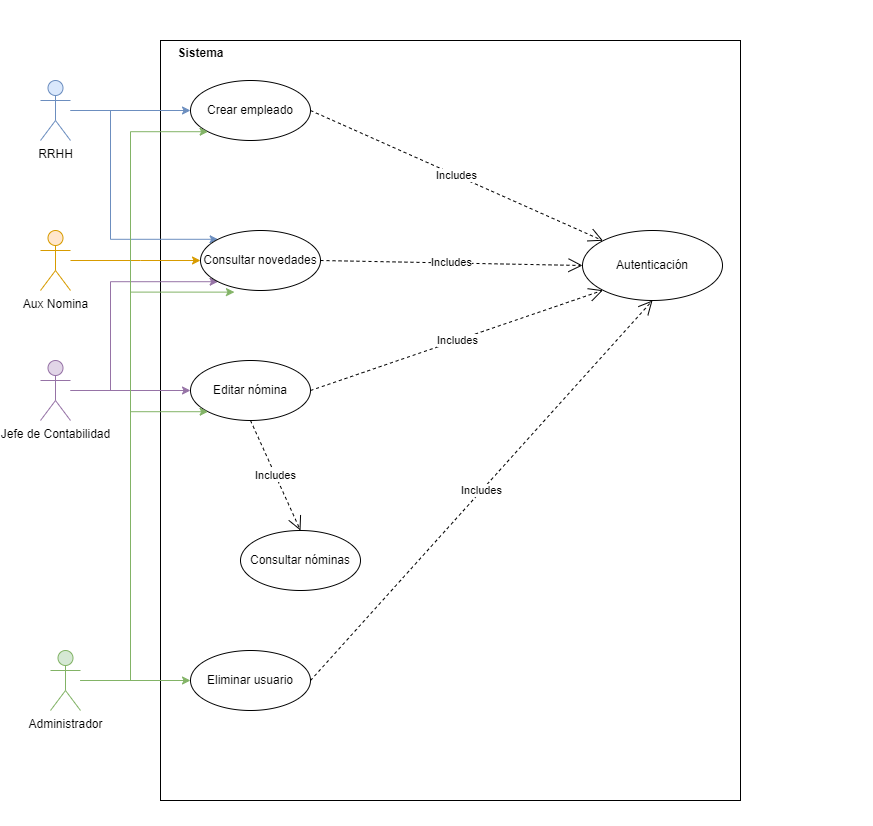 Sistema
Crear empleado
RRHH
Includes
Consultar novedades
Includes
Autenticación
Aux Nomina
Includes
Editar nómina
Jefe de Contabilidad
Includes
Includes
Consultar nóminas
Eliminar usuario
Administrador